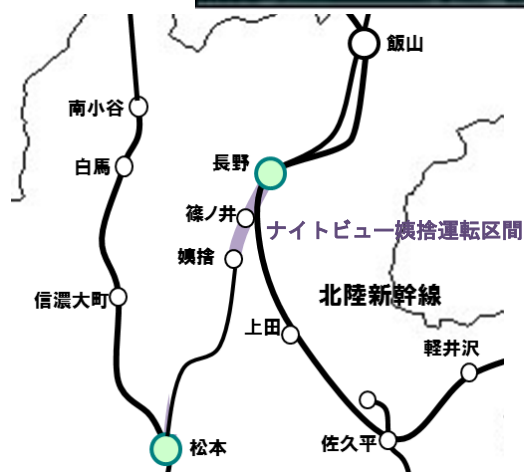 飯山
南小谷
白馬
長野
篠ノ井
ナイトビュー姨捨運転区間
姨捨
信濃大町
北陸新幹線
上田
軽井沢
松本
佐久平